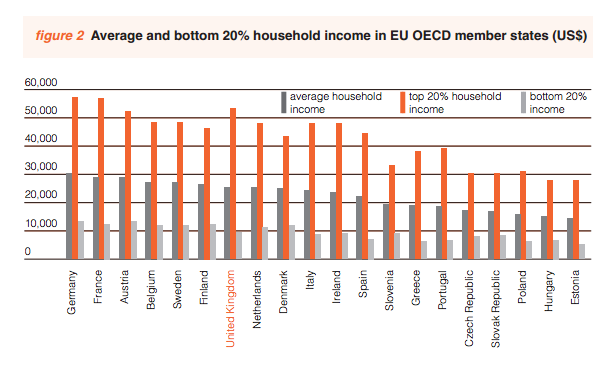 figure 2 Average and bottom 20% household income in EU OECD member states (US$)
60,000
50,000
40,000
30,000
20,000
10,000
0
average household
income
top 20% household
income
bottom 20%
income
Germany
France
Austria
Belgium
Sweden
Finland
United Kingdom
Netherlands
Denmark
Italy
Ireland
Spain
Slovenia
Greece
Portugal
Czech Republic
Slovak Republic
Poland
Hungary
Estonia